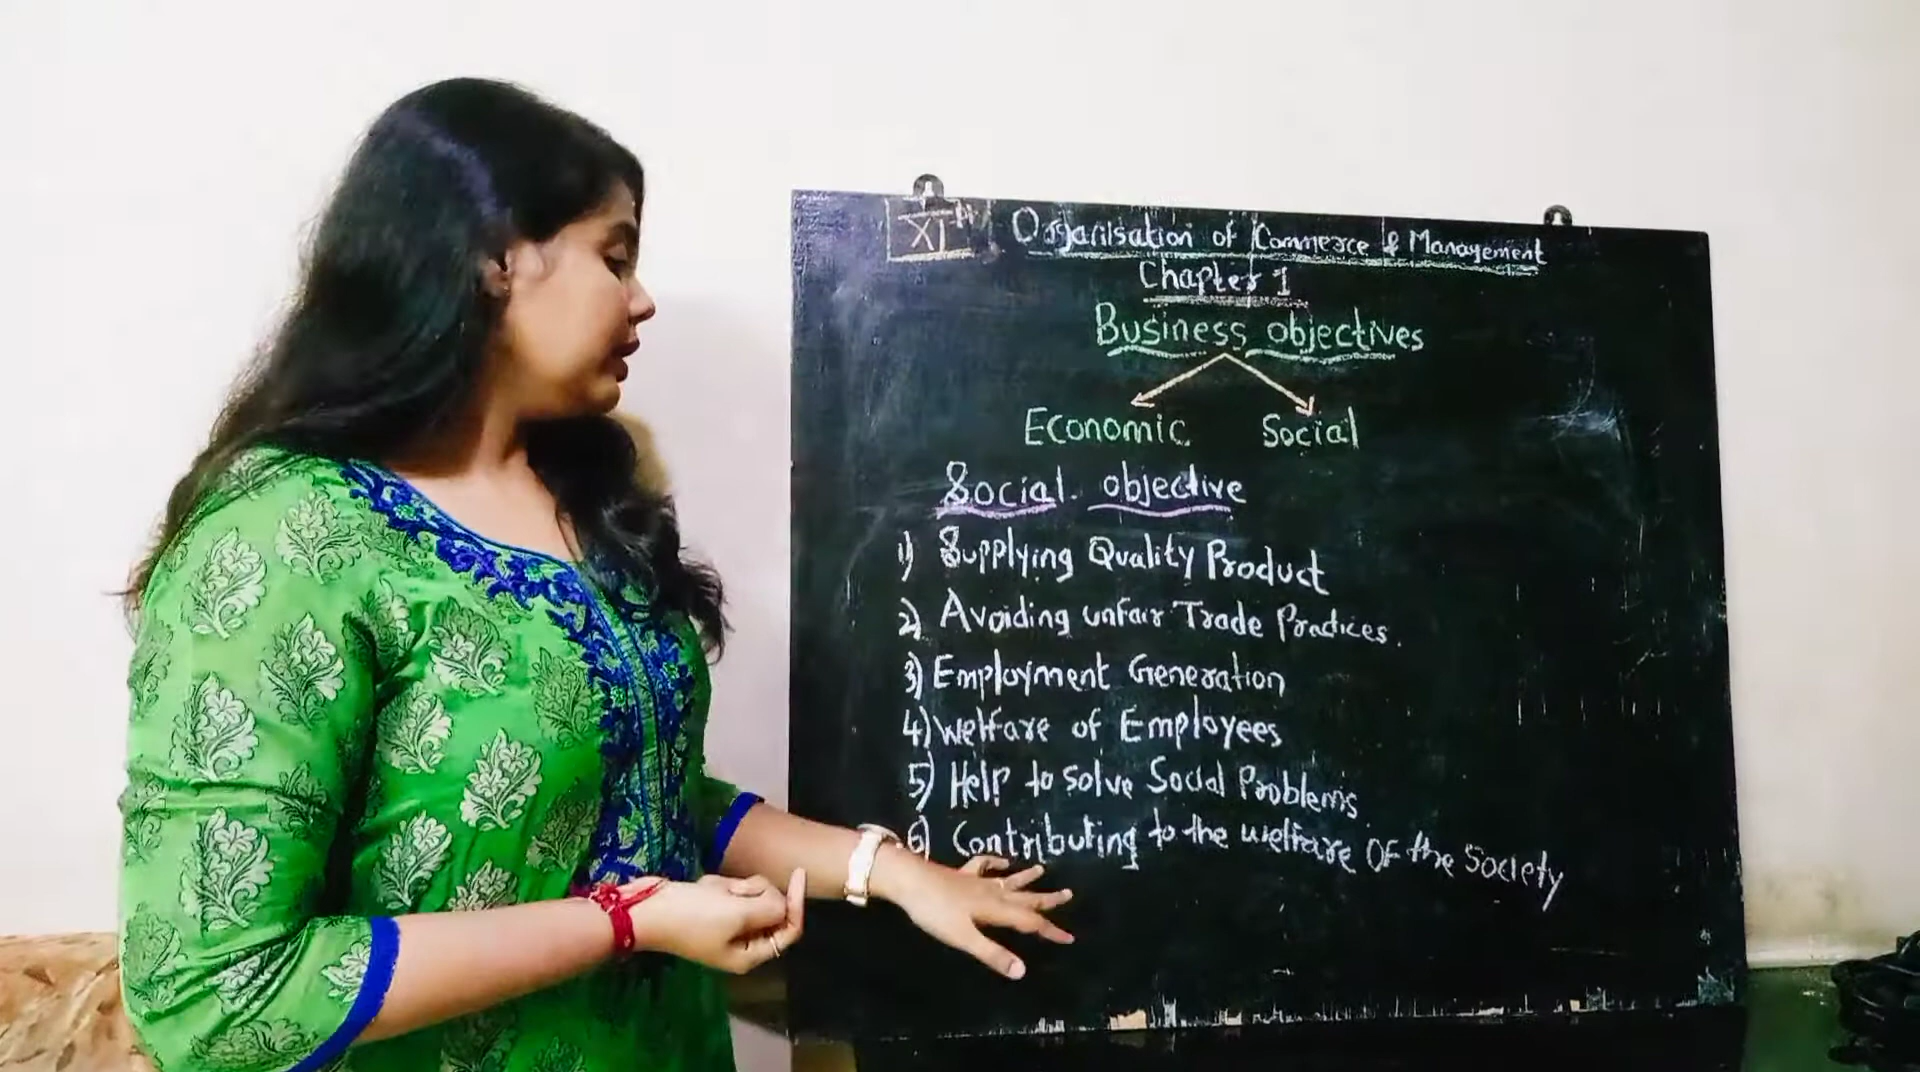 XI th Organisation of Commerce & Management
Chapter 1
Business objectives
Economic Social
Social objective
1) Supplying Quality Product
2) Avoiding unfair Trade Practices.
3) Employment Generation
4) Welfare of Employees
5) Help to solve Social Problems
6) Contributing to the welfare of the Society